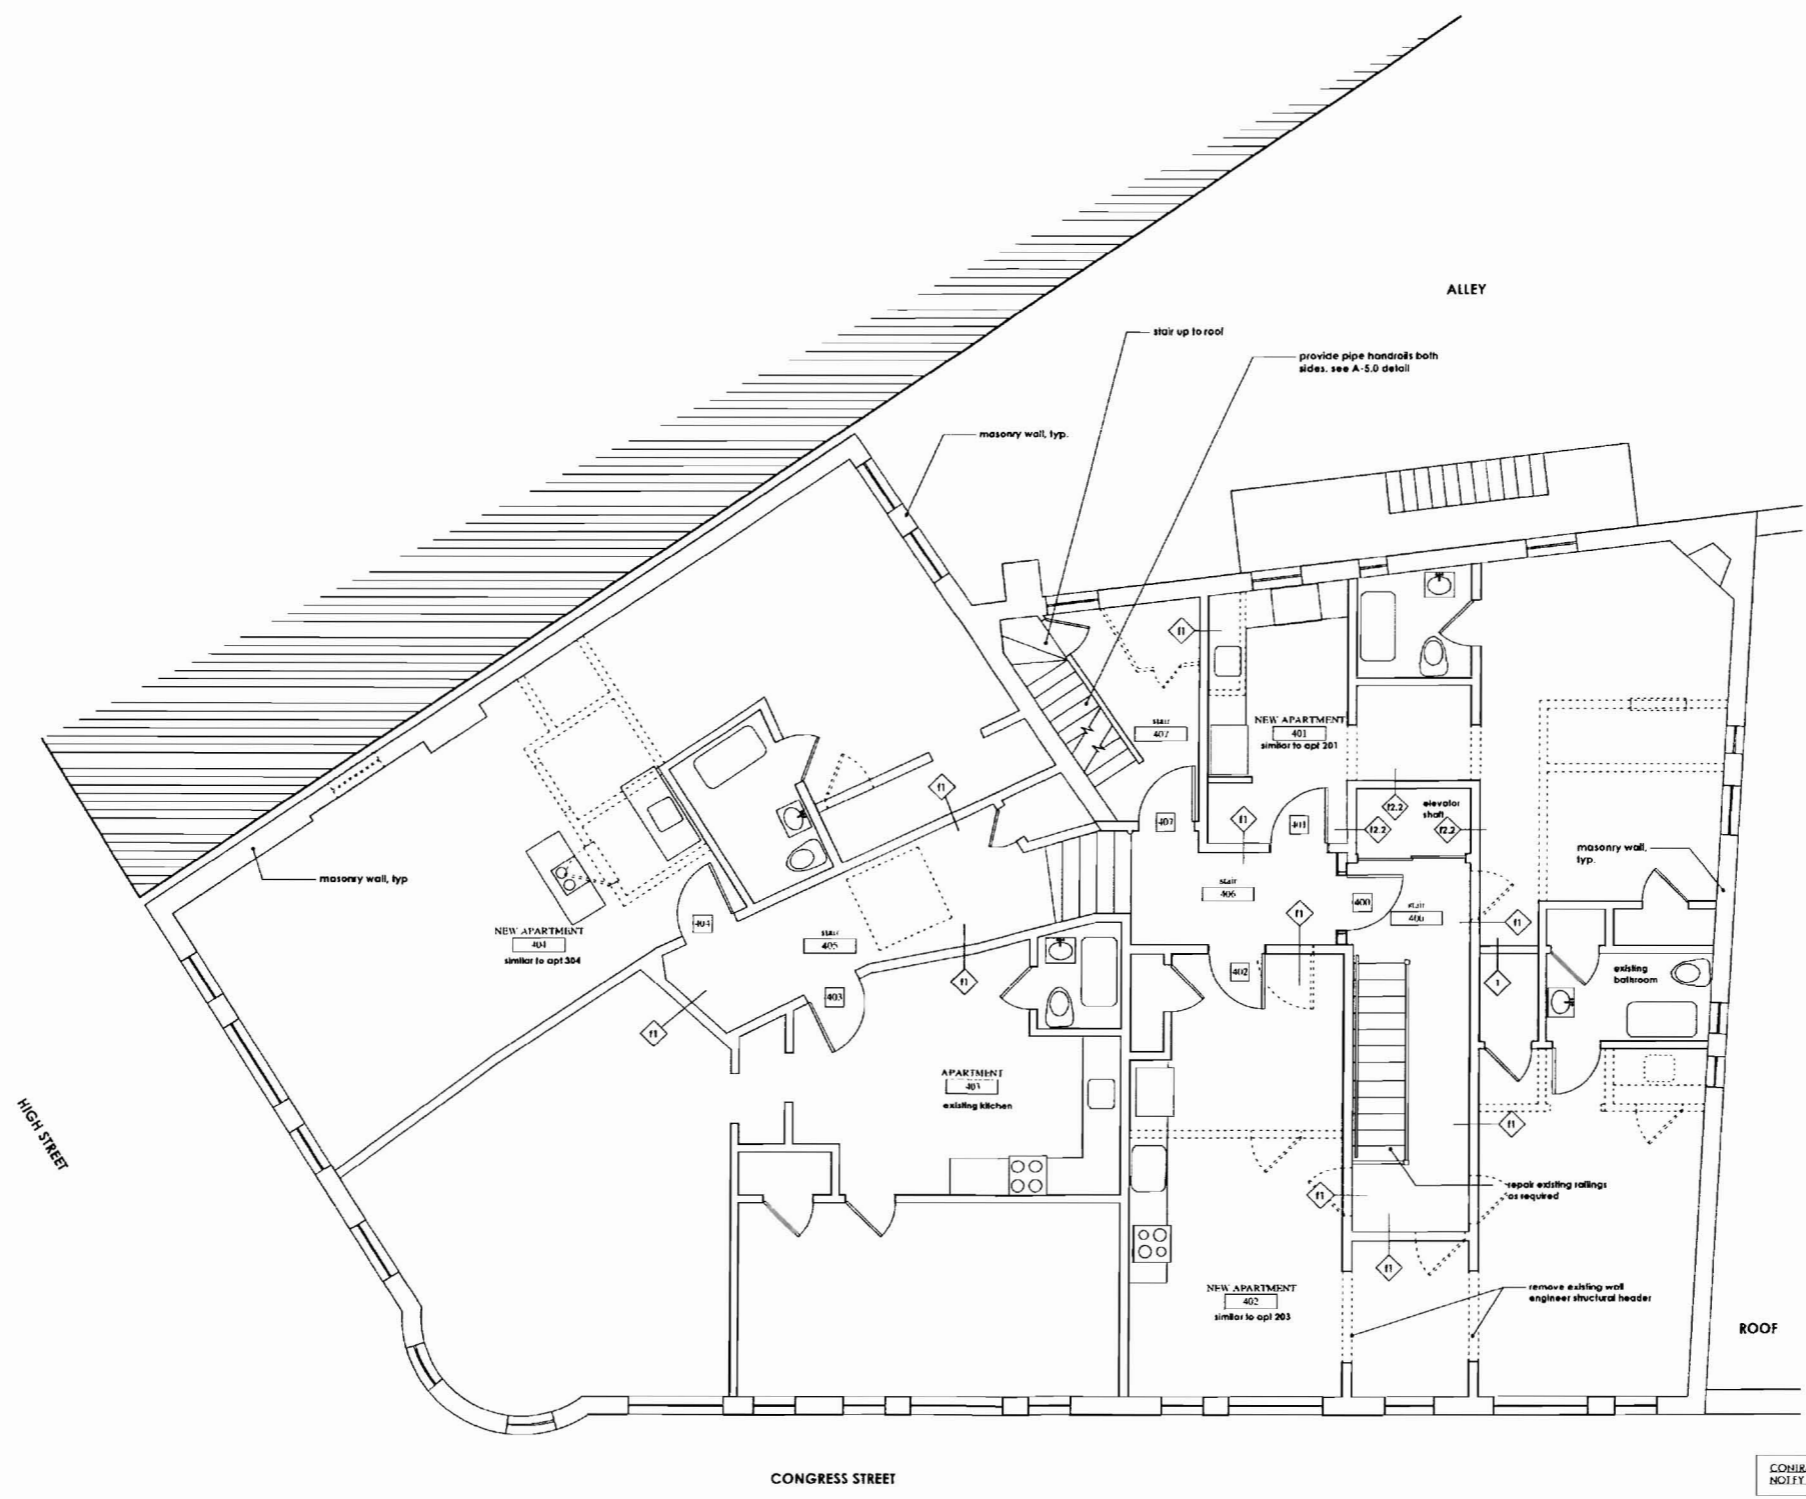 ALLEY
stair up to roof
provide pipe handrails both
sides, see A-5.0 detail
masonry wall, typ.
f1
NEW APARTMENT
401
similar to apt 201
stair
407
f1
f2.2
elevator
shaft
f2.2
f2.2
407
f1
401
masonry wall,
typ.
masonry wall, typ
stair
406
400
stair
400
f1
f1
404
NEW APARTMENT
404
similar to apt 304
stair
405
402
existing
bathroom
f1
1
403
f1
APARTMENT
403
existing kitchen
f1
HIGH STREET
repair existing railings
as required
f1
f1
NEW APARTMENT
402
similar to apt 203
remove existing wall
engineer structural header
ROOF
CONGRESS STREET
CONTR
NOTFY